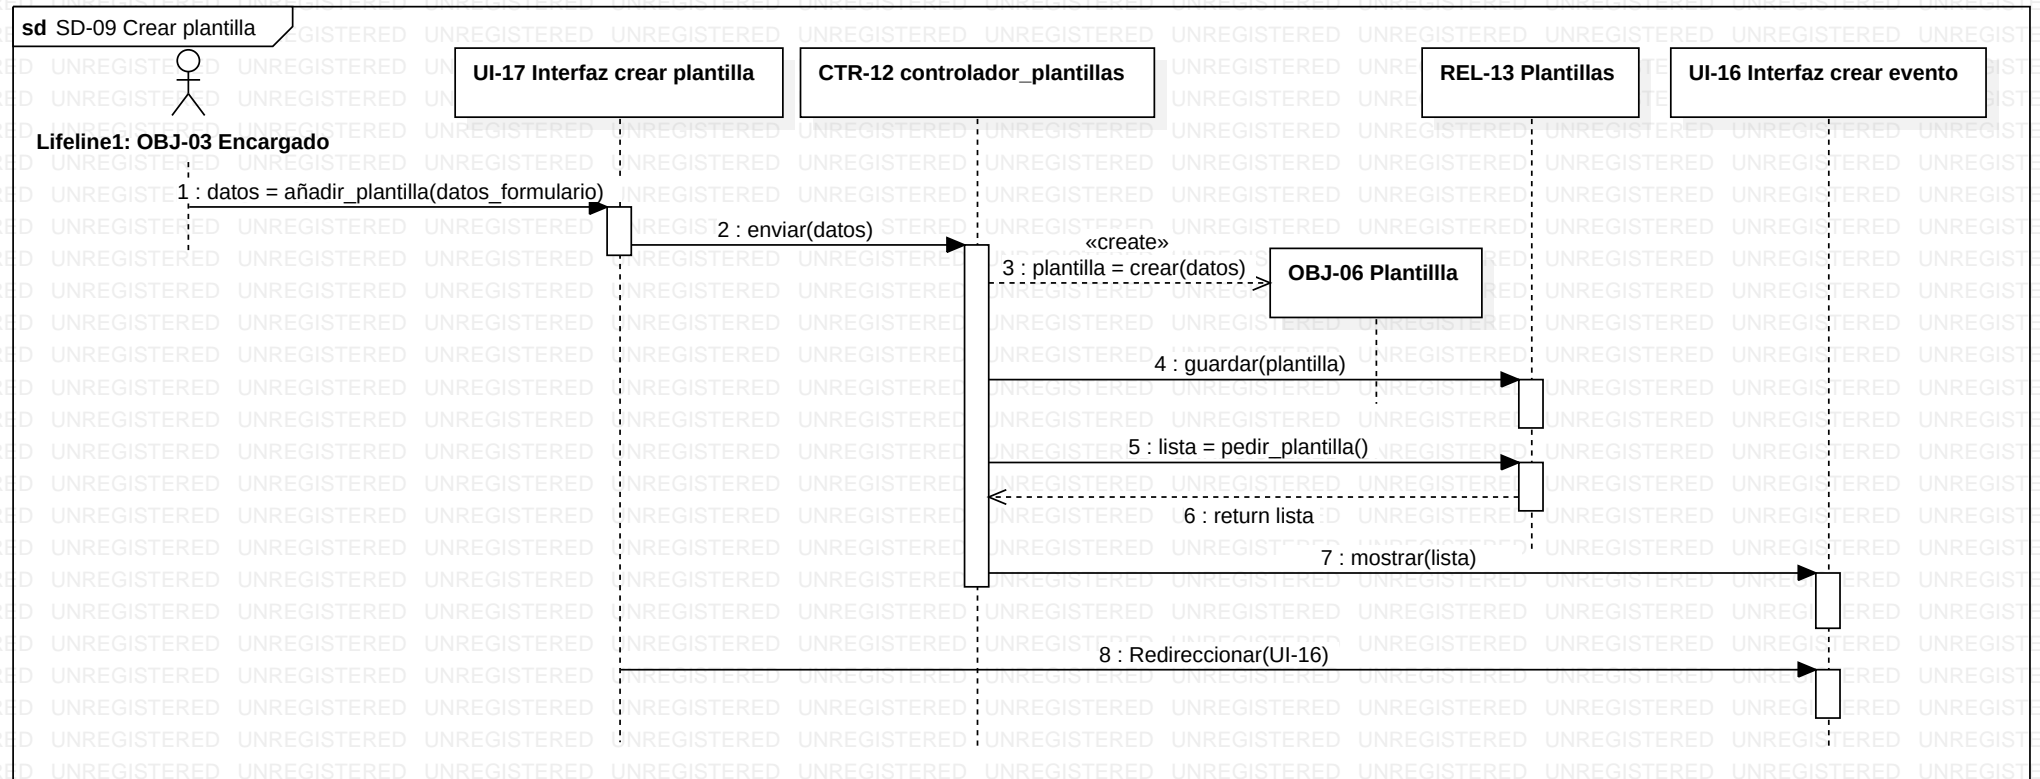 sd SD-09 Crear plantilla
UI-17 Interfaz crear plantilla
CTR-12 controlador_plantillas
REL-13 Plantillas
UI-16 Interfaz crear evento
Lifeline1: OBJ-03 Encargado
1 : datos = añadir_plantilla(datos_formulario)
2 : enviar(datos)
«create»
3 : plantilla = crear(datos)
OBJ-06 Plantillla
4 : guardar(plantilla)
5 : lista = pedir_plantilla()
6 : return lista
7 : mostrar(lista)
8 : Redireccionar(UI-16)
UNREGISTERED